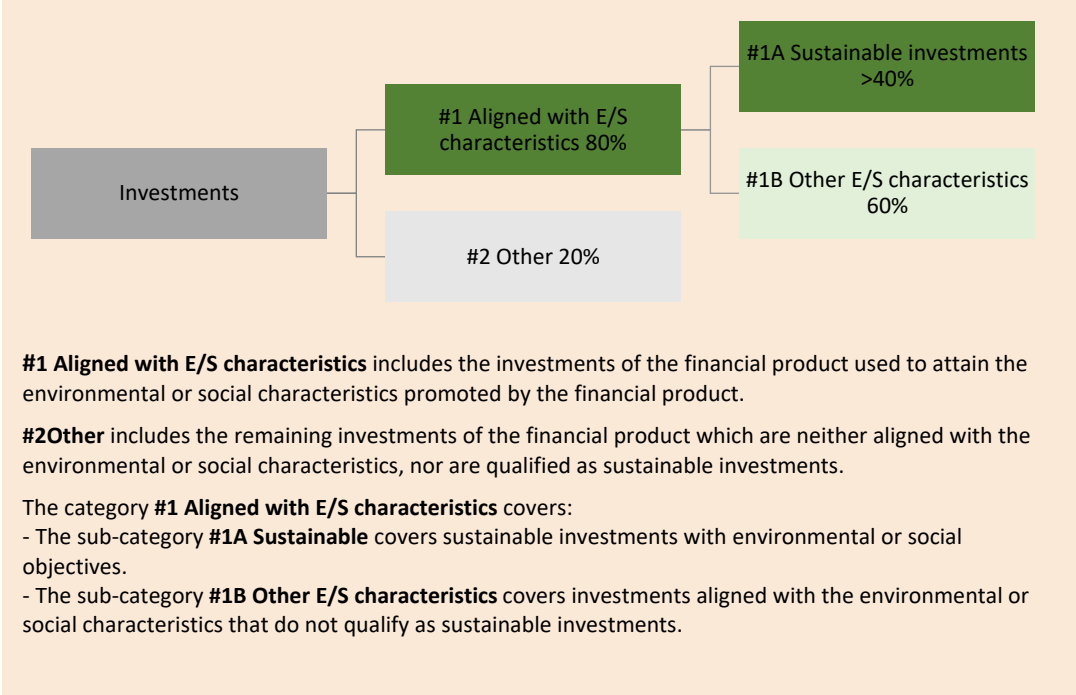 #1A Sustainable investments
>40%
#1 Aligned with E/S
characteristics 80%
Investments
#1B Other E/S characteristics
60%
#2 Other 20%
#1 Aligned with E/S characteristics includes the investments of the financial product used to attain the
environmental or social characteristics promoted by the financial product.
#2Other includes the remaining investments of the financial product which are neither aligned with the
environmental or social characteristics, nor are qualified as sustainable investments.
The category #1 Aligned with E/S characteristics covers:
- The sub-category #1A Sustainable covers sustainable investments with environmental or social
objectives.
- The sub-category #1B Other E/S characteristics covers investments aligned with the environmental or
social characteristics that do not qualify as sustainable investments.